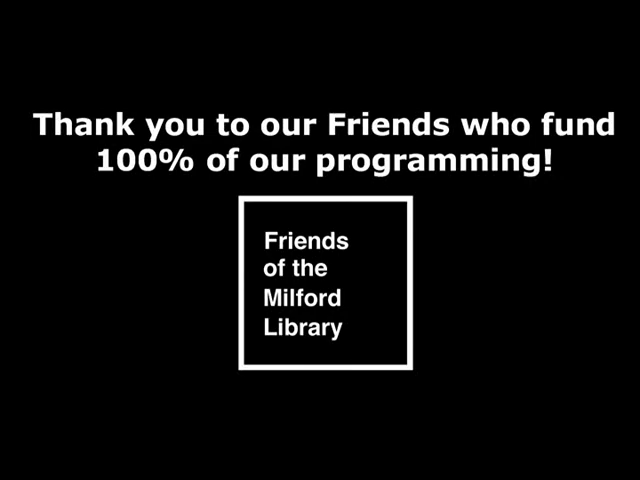 Thank you to our Friends who fund
100% of our programming!
Friends
of the
Milford
Library